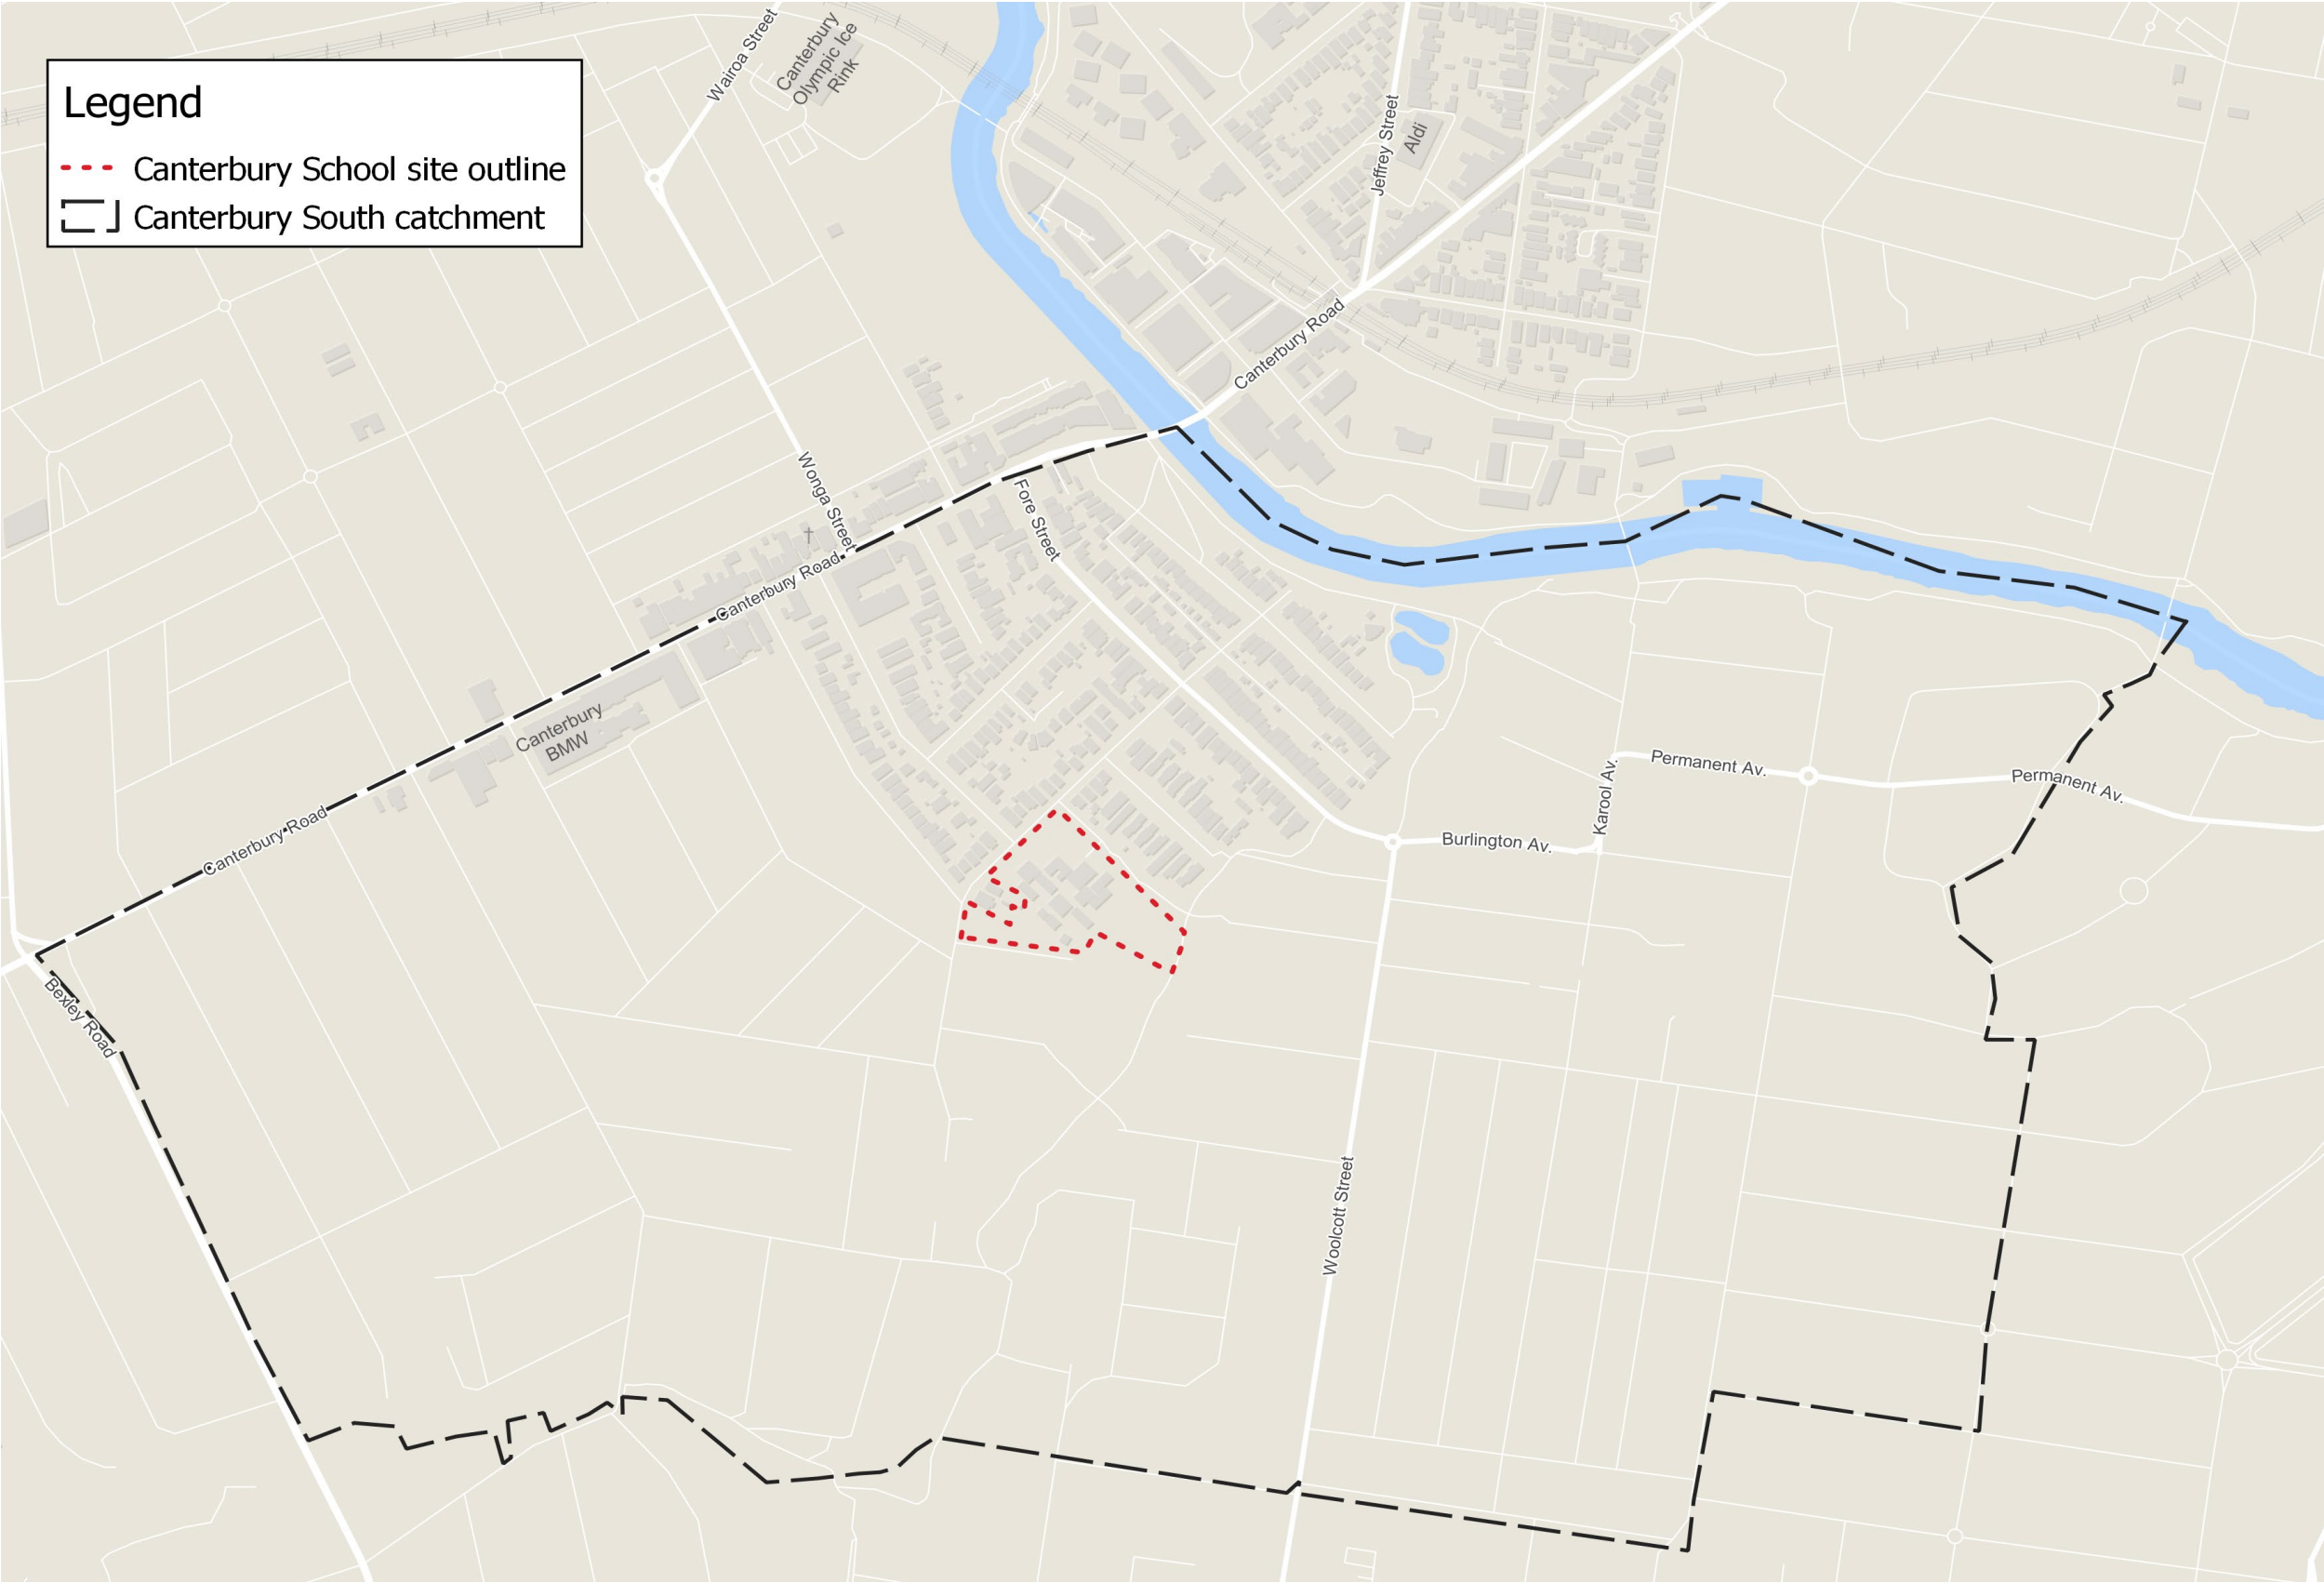 Legend
Canterbury School site outline
Canterbury South catchment
Wairoa Street
Canterbury
Olympic Ice
Rink
Jeffrey Street
Aldi
Canterbury Road
Wonga Street
Fore Street
Canterbury Road
Canterbury
BMW
Canterbury Road
Permanent Av.
Permanent Av.
Karool Av.
Burlington Av.
Bexley Road
Woolcott Street